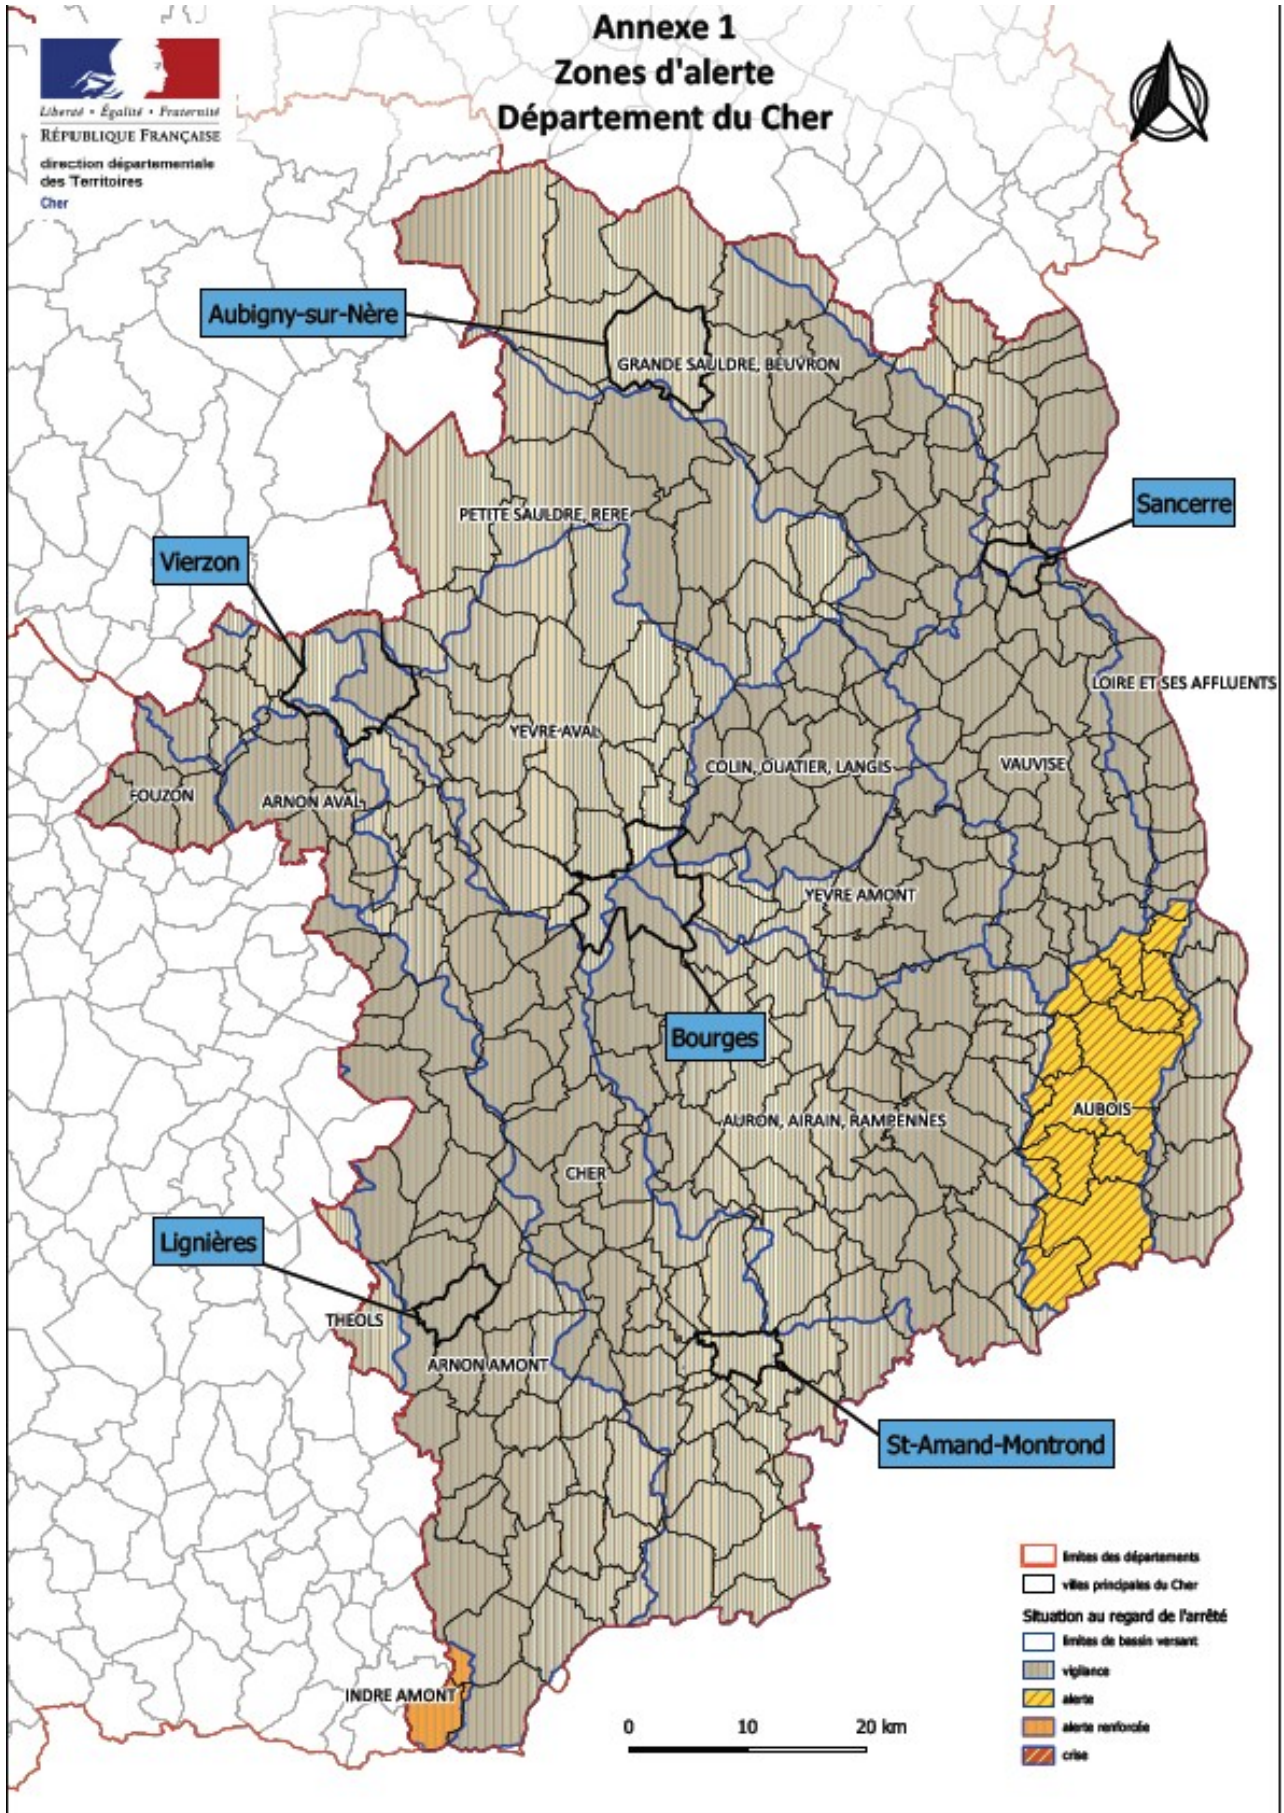 Annexe 1
Zones d'alerte
Département du Cher
Liberté • Égalité • Fraternité
RÉPUBLIQUE FRANÇAISE
direction départementale
des Territoires
Cher
Aubigny-sur-Nère
GRANDE SAULDRE, BEUVRON
Sancerre
PETITE SAULDRE, RERE
Vierzon
LOIRE ET SES AFFLUENTS
YEVRE AVAL
COLIN, OUATIER, LANGIS
VAUVISE
FOUZON
ARNON AVAL
YEVRE AMONT
Bourges
AUBOIS
AURON, AIRAIN, RAMPENNES
CHER
Lignières
THEOLS
ARNON AMONT
St-Amand-Montrond
limites des départements
villes principales du Cher
Situation au regard de l'arrêté
limites de bassin versant
vigilance
alerte
alerte renforcée
crise
INDRE AMONT
0 10 20 km